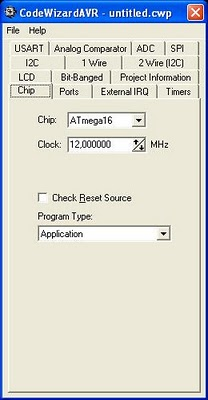 CodeWizardAVR - untitled.cwp
File Help
USART Analog Comparator ADC SPI
I2C 1 Wire 2 Wire (I2C)
LCD Bit-Banged Project Information
Chip Ports External IRQ Timers
Chip: ATmega16
Clock: 12,000000 MHz
Check Reset Source
Program Type:
Application